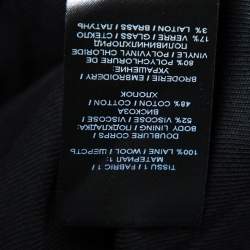 TISSU 1 / FABRIC 1
МАТЕРИАЛ 1:
100% LAINE / WOOL / ШЕРСТЬ
DOUBLURE CORPS /
BODY LINING / ПОДКЛАДКА:
52% VISCOSE / VISCOSE /
ВИСКОЗА
48% COTON / COTTON /
ХЛОПОК
BRODERIE / EMBROIDERY /
УКРАШЕНИЕ:
80% POLYCHLORURE
VINYLE / POLYVINYL CHLORIDE /
ПОЛИВИНИЛХЛОРИД
17% VERRE / GLASS / СТЕКЛО
3% LAITON / BRASS / ЛАТУНЬ